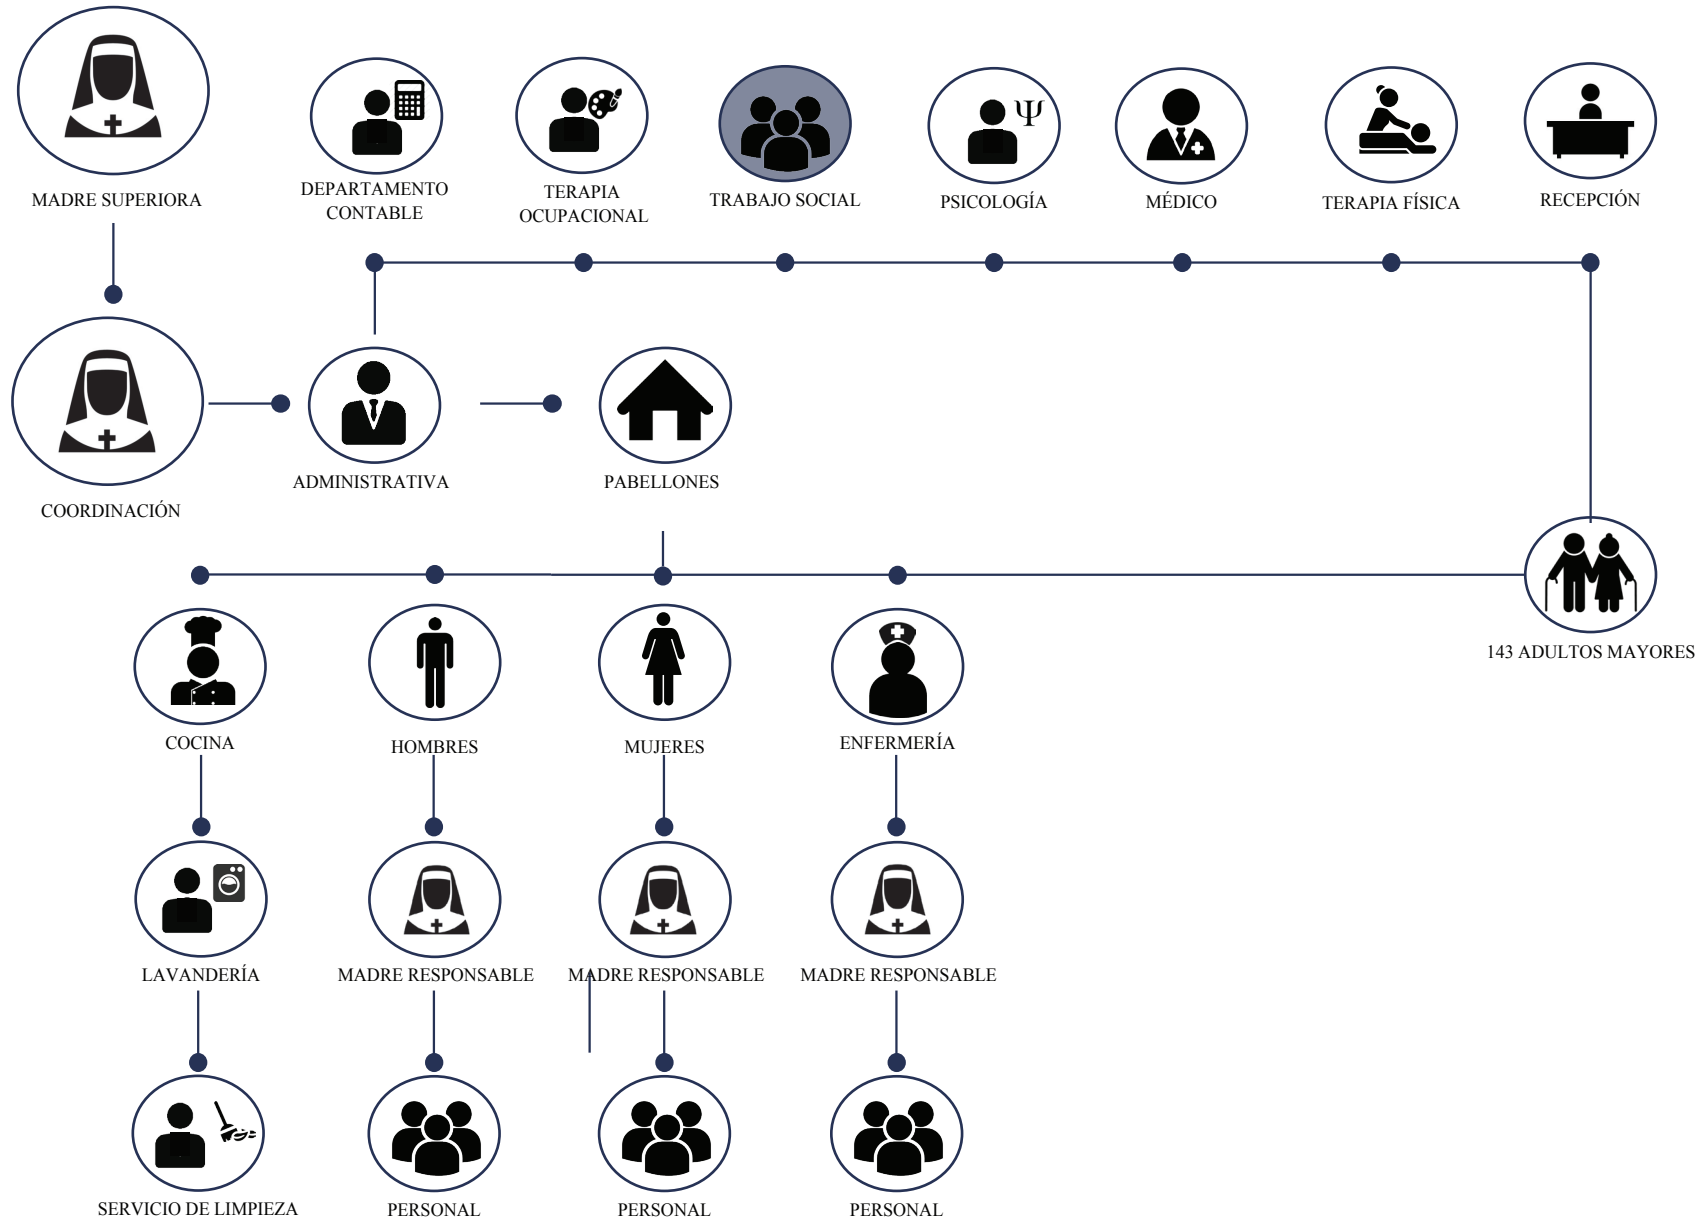 MADRE SUPERIORA
DEPARTAMENTO
CONTABLE
TERAPIA
OCUPACIONAL
TRABAJO SOCIAL
Ψ
PSICOLOGÍA
MÉDICO
TERAPIA FÍSICA
RECEPCIÓN
COORDINACIÓN
ADMINISTRATIVA
PABELLONES
143 ADULTOS MAYORES
COCINA
HOMBRES
MUJERES
ENFERMERÍA
LAVANDERÍA
MADRE RESPONSABLE
MADRE RESPONSABLE
MADRE RESPONSABLE
SERVICIO DE LIMPIEZA
PERSONAL
PERSONAL
PERSONAL